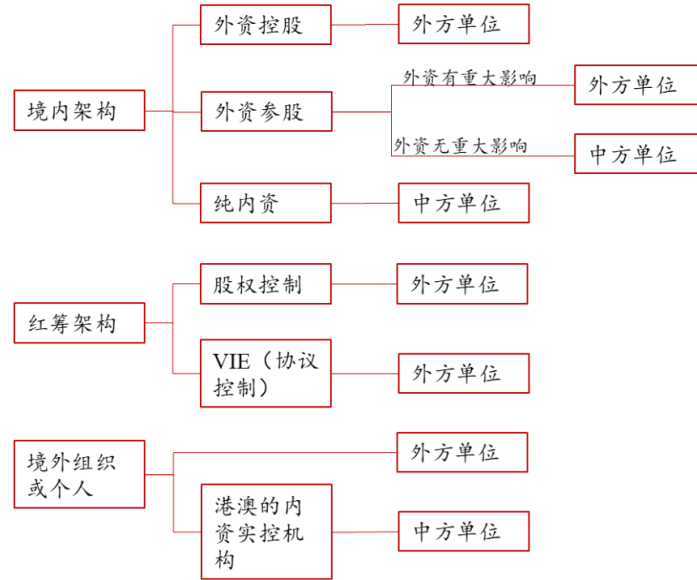 外资控股
外方单位
外资有重大影响
外方单位
境内架构
外资参股
外资无重大影响
中方单位
纯内资
中方单位
股权控制
外方单位
红筹架构
VIE（协议
控制）
外方单位
境外组织
或个人
外方单位
港澳的内
资实控机
构
中方单位